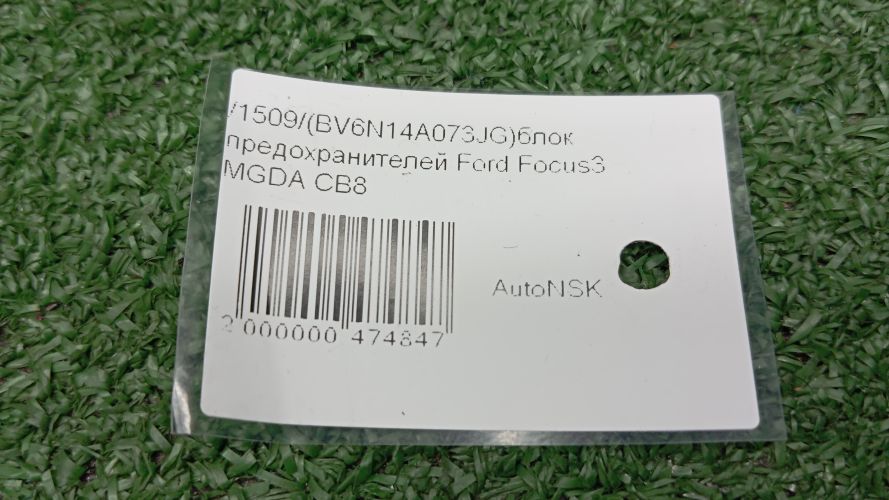 /1509/(BV6N14A073JG)блок
предохранителей Ford Focus3
MGDA CB8
AutoNSK
2 000000 474847